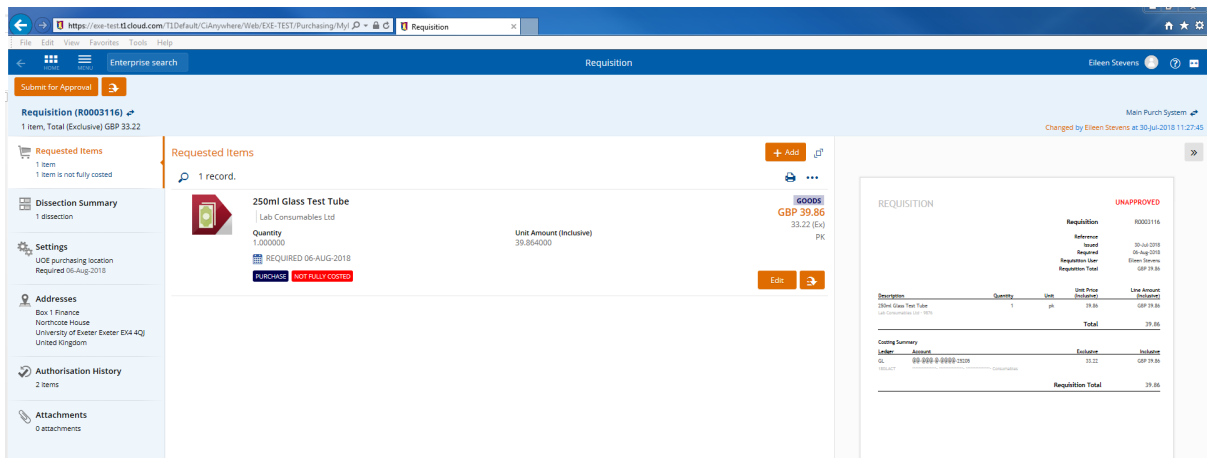 https://exe-test.t1cloud.com/T1Default/CiAnywhere/Web/EXE-TEST/Purchasing/MyI
Requisition
File Edit View Favorites Tools Help
HOME
MENU
Enterprise search
Requisition
Eileen Stevens
Submit for Approval
Requisition (R0003116)
Main Purch System
1 item, Total (Exclusive) GBP 33.22
Changed by Eileen Stevens at 30-Jul-2018 11:27:45
Requested Items
1 item
1 item is not fully costed
Dissection Summary
1 dissection
Settings
UOE purchasing location
Required 06-Aug-2018
Addresses
Box 1 Finance
Northcote House
University of Exeter Exeter EX4 4QJ
United Kingdom
Authorisation History
2 items
Attachments
0 attachments
Requested Items
+ Add
1 record.
250ml Glass Test Tube
GOODS
Lab Consumables Ltd
GBP 39.86
33.22 (Ex)
PK
Quantity
Unit Amount (Inclusive)
1.000000
39.864000
REQUIRED 06-AUG-2018
PURCHASE NOT FULLY COSTED
Edit
REQUISITION
UNAPPROVED
Requisition R0003116
Reference
Issued 30-Jul-2018
Required 06-Aug-2018
Requisition User Eileen Stevens
Requisition Total GBP 39.86
Description Quantity Unit Unit Price (Inclusive) Line Amount (Inclusive)
250ml Glass Test Tube 1 pk 39.86 GBP 39.86
Total 39.86
Costing Summary
Ledger Account Exclusive Inclusive
GL 33.22 GBP 39.86
Requisition Total 39.86